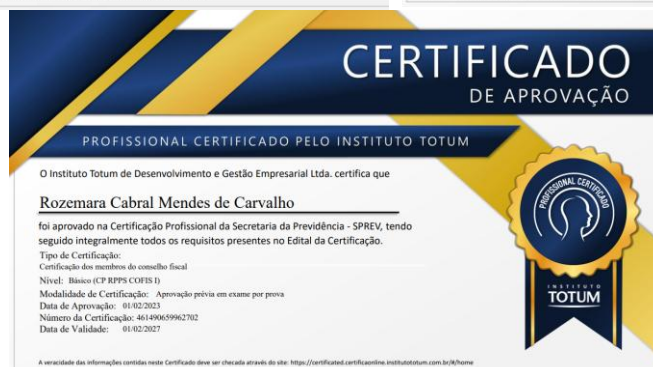 CERTIFICADO
DE APROVAÇÃO
PROFISSIONAL CERTIFICADO PELO INSTITUTO TOTUM
O Instituto Totum de Desenvolvimento e Gestão Empresarial Ltda. certifica que
Rozemara Cabral Mendes de Carvalho
foi aprovado na Certificação Profissional da Secretaria da Previdência - SPREV, tendo
seguido integralmente todos os requisitos presentes no Edital da Certificação.
Tipo de Certificação:
Certificação dos membros do conselho fiscal
Nível: Básico (CP RPPS COFIS I)
Modalidade de Certificação: Aprovação prévia em exame por prova
Data de Aprovação: 01/02/2023
Número da Certificação: 461490659962702
Data de Validade: 01/02/2027
PROFISSIONAL CERTIFICADO
INSTITUTO
TOTUM
A veracidade das informações contidas neste Certificado deve ser checada através do site: https://certificated.certificaonline.institutototum.com.br/#/home